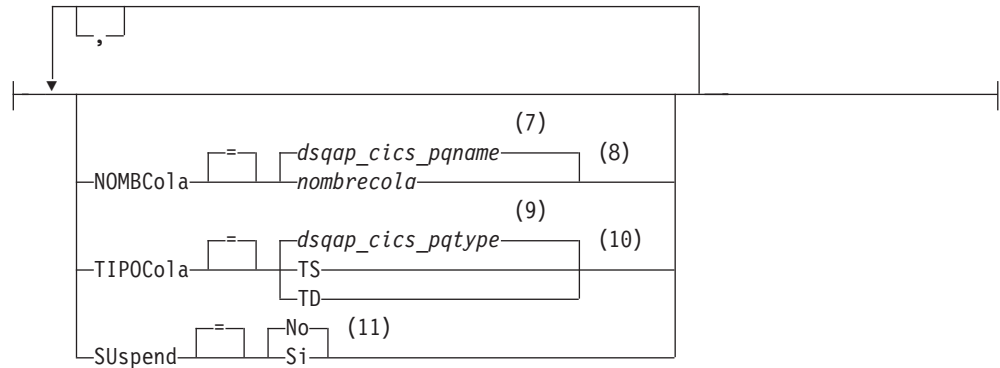 ,
(7)
= dsqap_cics_pqname (8)
NOMBCola nombrecola
(9)
= dsqap_cics_pqtype (10)
TIPOCola TS
TD
= No (11)
SUspend Si